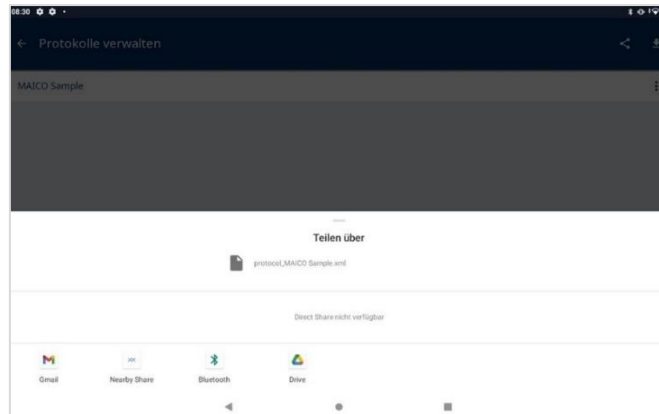 08:30
Protokolle verwalten
MAICO Sample
Teilen über
protocol_MAICO Sample.xml
Direct Share nicht verfügbar
Gmail Nearby Share Bluetooth Drive